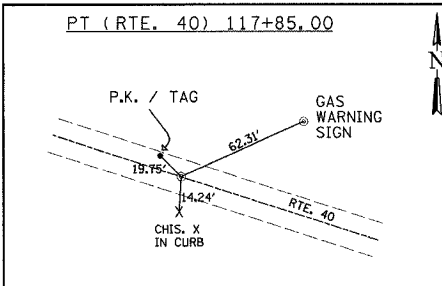 PT (RTE. 40) 117+85.00
N
P.K. / TAG
GAS
WARNING
SIGN
62.31'
19.75'
14.24'
RTE. 40
CHIS. X
IN CURB